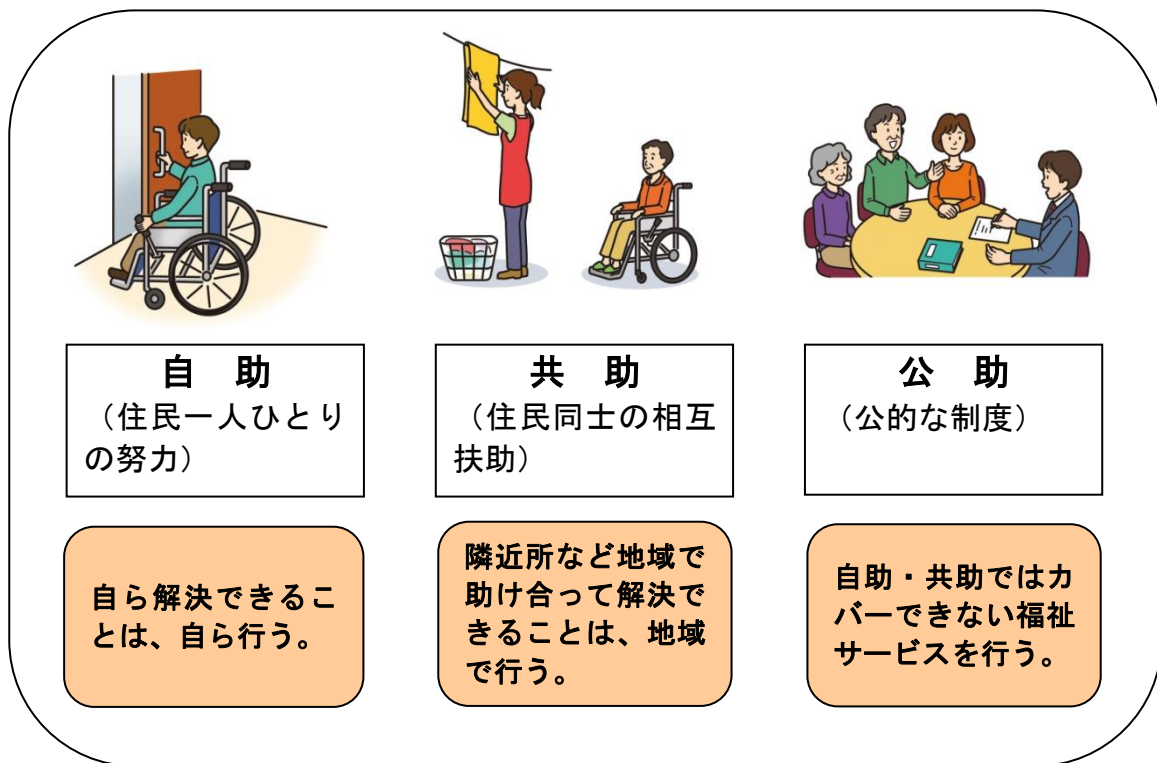 自　助
（住民一人ひとり
の努力）
自ら解決できるこ
とは、自ら行う。
共　助
（住民同士の相互
扶助）
隣近所など地域で
助け合って解決で
きることは、地域
で行う。
公　助
（公的な制度）
自助・共助ではカ
バーできない福祉
サービスを行う。